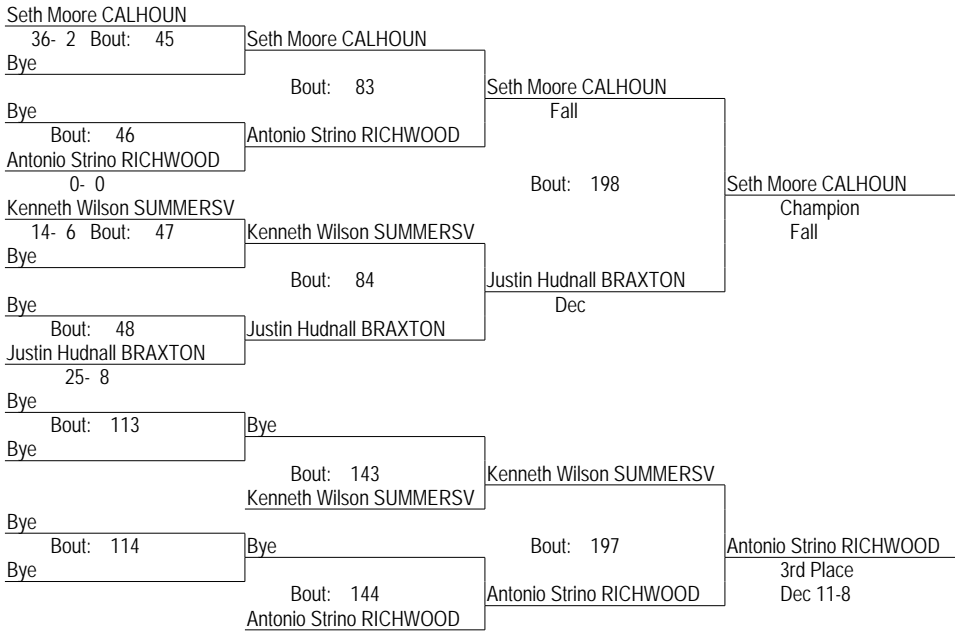 Seth Moore CALHOUN
36- 2 Bout: 45
Seth Moore CALHOUN
Bye
Bout: 83
Seth Moore CALHOUN
Bye
Fall
Bout: 46
Antonio Strino RICHWOOD
Antonio Strino RICHWOOD
0- 0
Bout: 198
Seth Moore CALHOUN
Kenneth Wilson SUMMERSV
Champion
14- 6 Bout: 47
Kenneth Wilson SUMMERSV
Fall
Bye
Bout: 84
Justin Hudnall BRAXTON
Bye
Dec
Bout: 48
Justin Hudnall BRAXTON
Justin Hudnall BRAXTON
25- 8
Bye
Bout: 113
Bye
Bye
Bout: 143
Kenneth Wilson SUMMERSV
Kenneth Wilson SUMMERSV
Bye
Bout: 114
Bye
Bout: 197
Antonio Strino RICHWOOD
Bye
3rd Place
Bout: 144
Antonio Strino RICHWOOD
Dec 11-8
Antonio Strino RICHWOOD